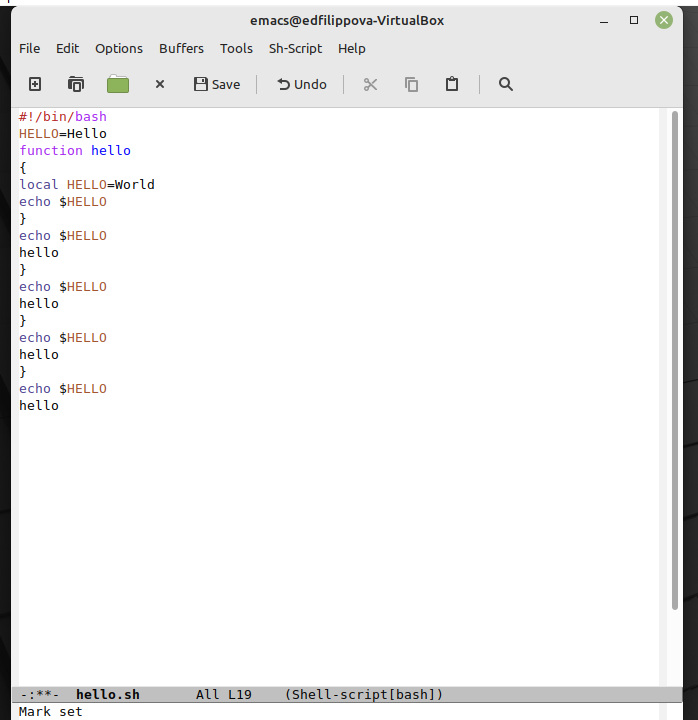 emacs@edfilippova-VirtualBox
File Edit Options Buffers Tools Sh-Script Help
Save Undo
#!/bin/bash
HELLO=Hello
function hello
{
local HELLO=World
echo $HELLO
}
echo $HELLO
hello
}
echo $HELLO
hello
}
echo $HELLO
hello
}
echo $HELLO
hello
-:**- hello.sh All L19 (Shell-script[bash])
Mark set